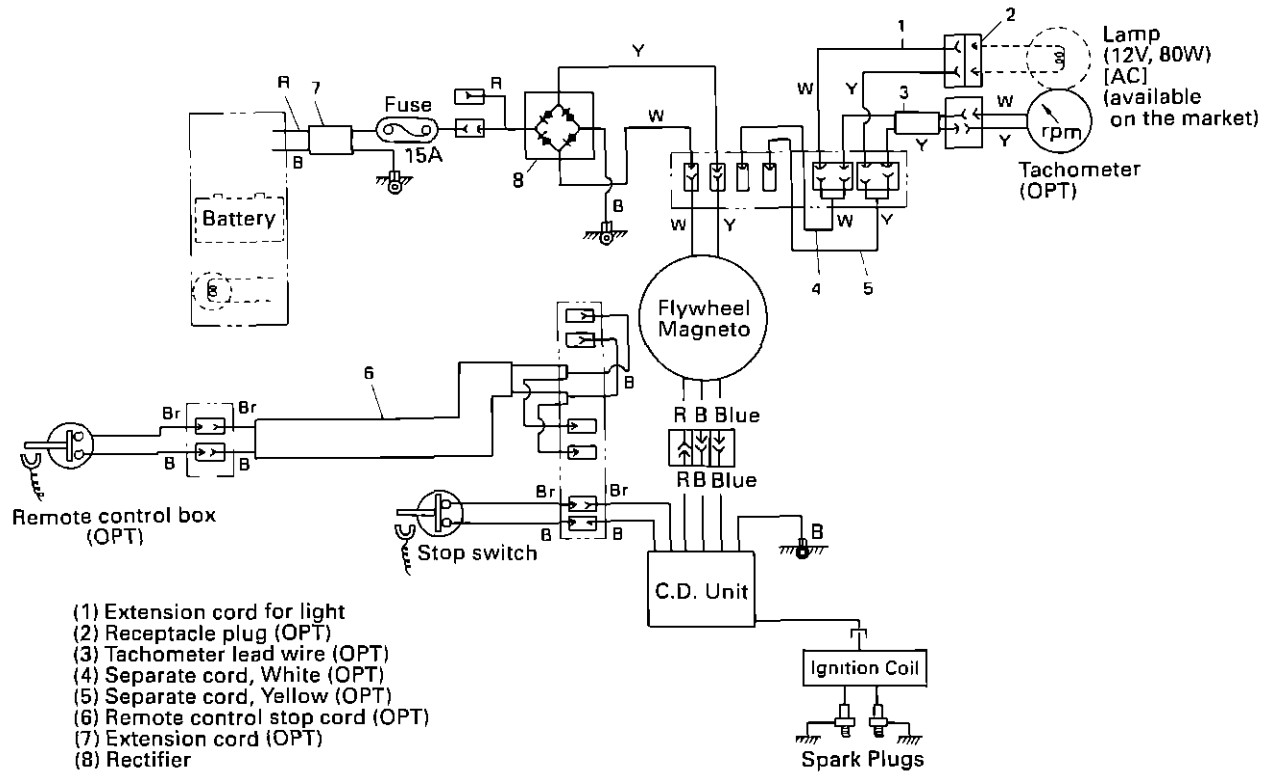 1
2
Lamp
(12V, 80W)
[AC]
(available
on the market)
Y
R
7
Fuse
R
W
Y
3
W
W
rpm
Y
Y
15A
B
8
B
Tachometer
(OPT)
W
Y
W
Y
Battery
4
5
Flywheel
Magneto
6
B
R B Blue
Br
Br
B
B
R B Blue
Remote control box
(OPT)
Br
Br
B
B
Stop switch
B
C.D. Unit
Ignition Coil
Spark Plugs
(1) Extension cord for light
(2) Receptacle plug (OPT)
(3) Tachometer lead wire (OPT)
(4) Separate cord, White (OPT)
(5) Separate cord, Yellow (OPT)
(6) Remote control stop cord (OPT)
(7) Extension cord (OPT)
(8) Rectifier